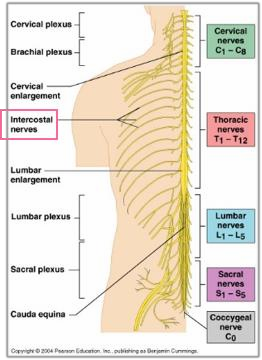 Cervical plexus
Brachial plexus
Cervical
enlargement
Intercostal
nerves
Lumbar
enlargement
Lumbar plexus
Sacral plexus
Cauda equina
Cervical
nerves
C₁ – C₈
Thoracic
nerves
T₁ – T₁₂
Lumbar
nerves
L₁ – L₅
Sacral
nerves
S₁ – S₅
Coccygeal
nerve
C₀
Copyright © 2004 Pearson Education, Inc., publishing as Benjamin Cummings.